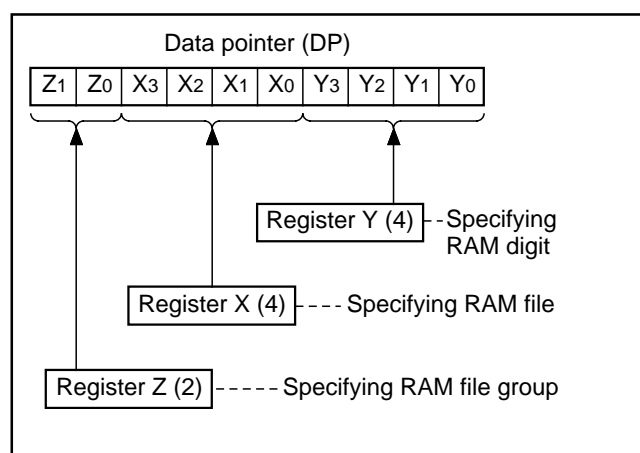 Data pointer (DP)
Z1 Z0 X3 X2 X1 X0 Y3 Y2 Y1 Y0
Register Y (4) Specifying
RAM digit
Register X (4) Specifying RAM file
Register Z (2) Specifying RAM file group